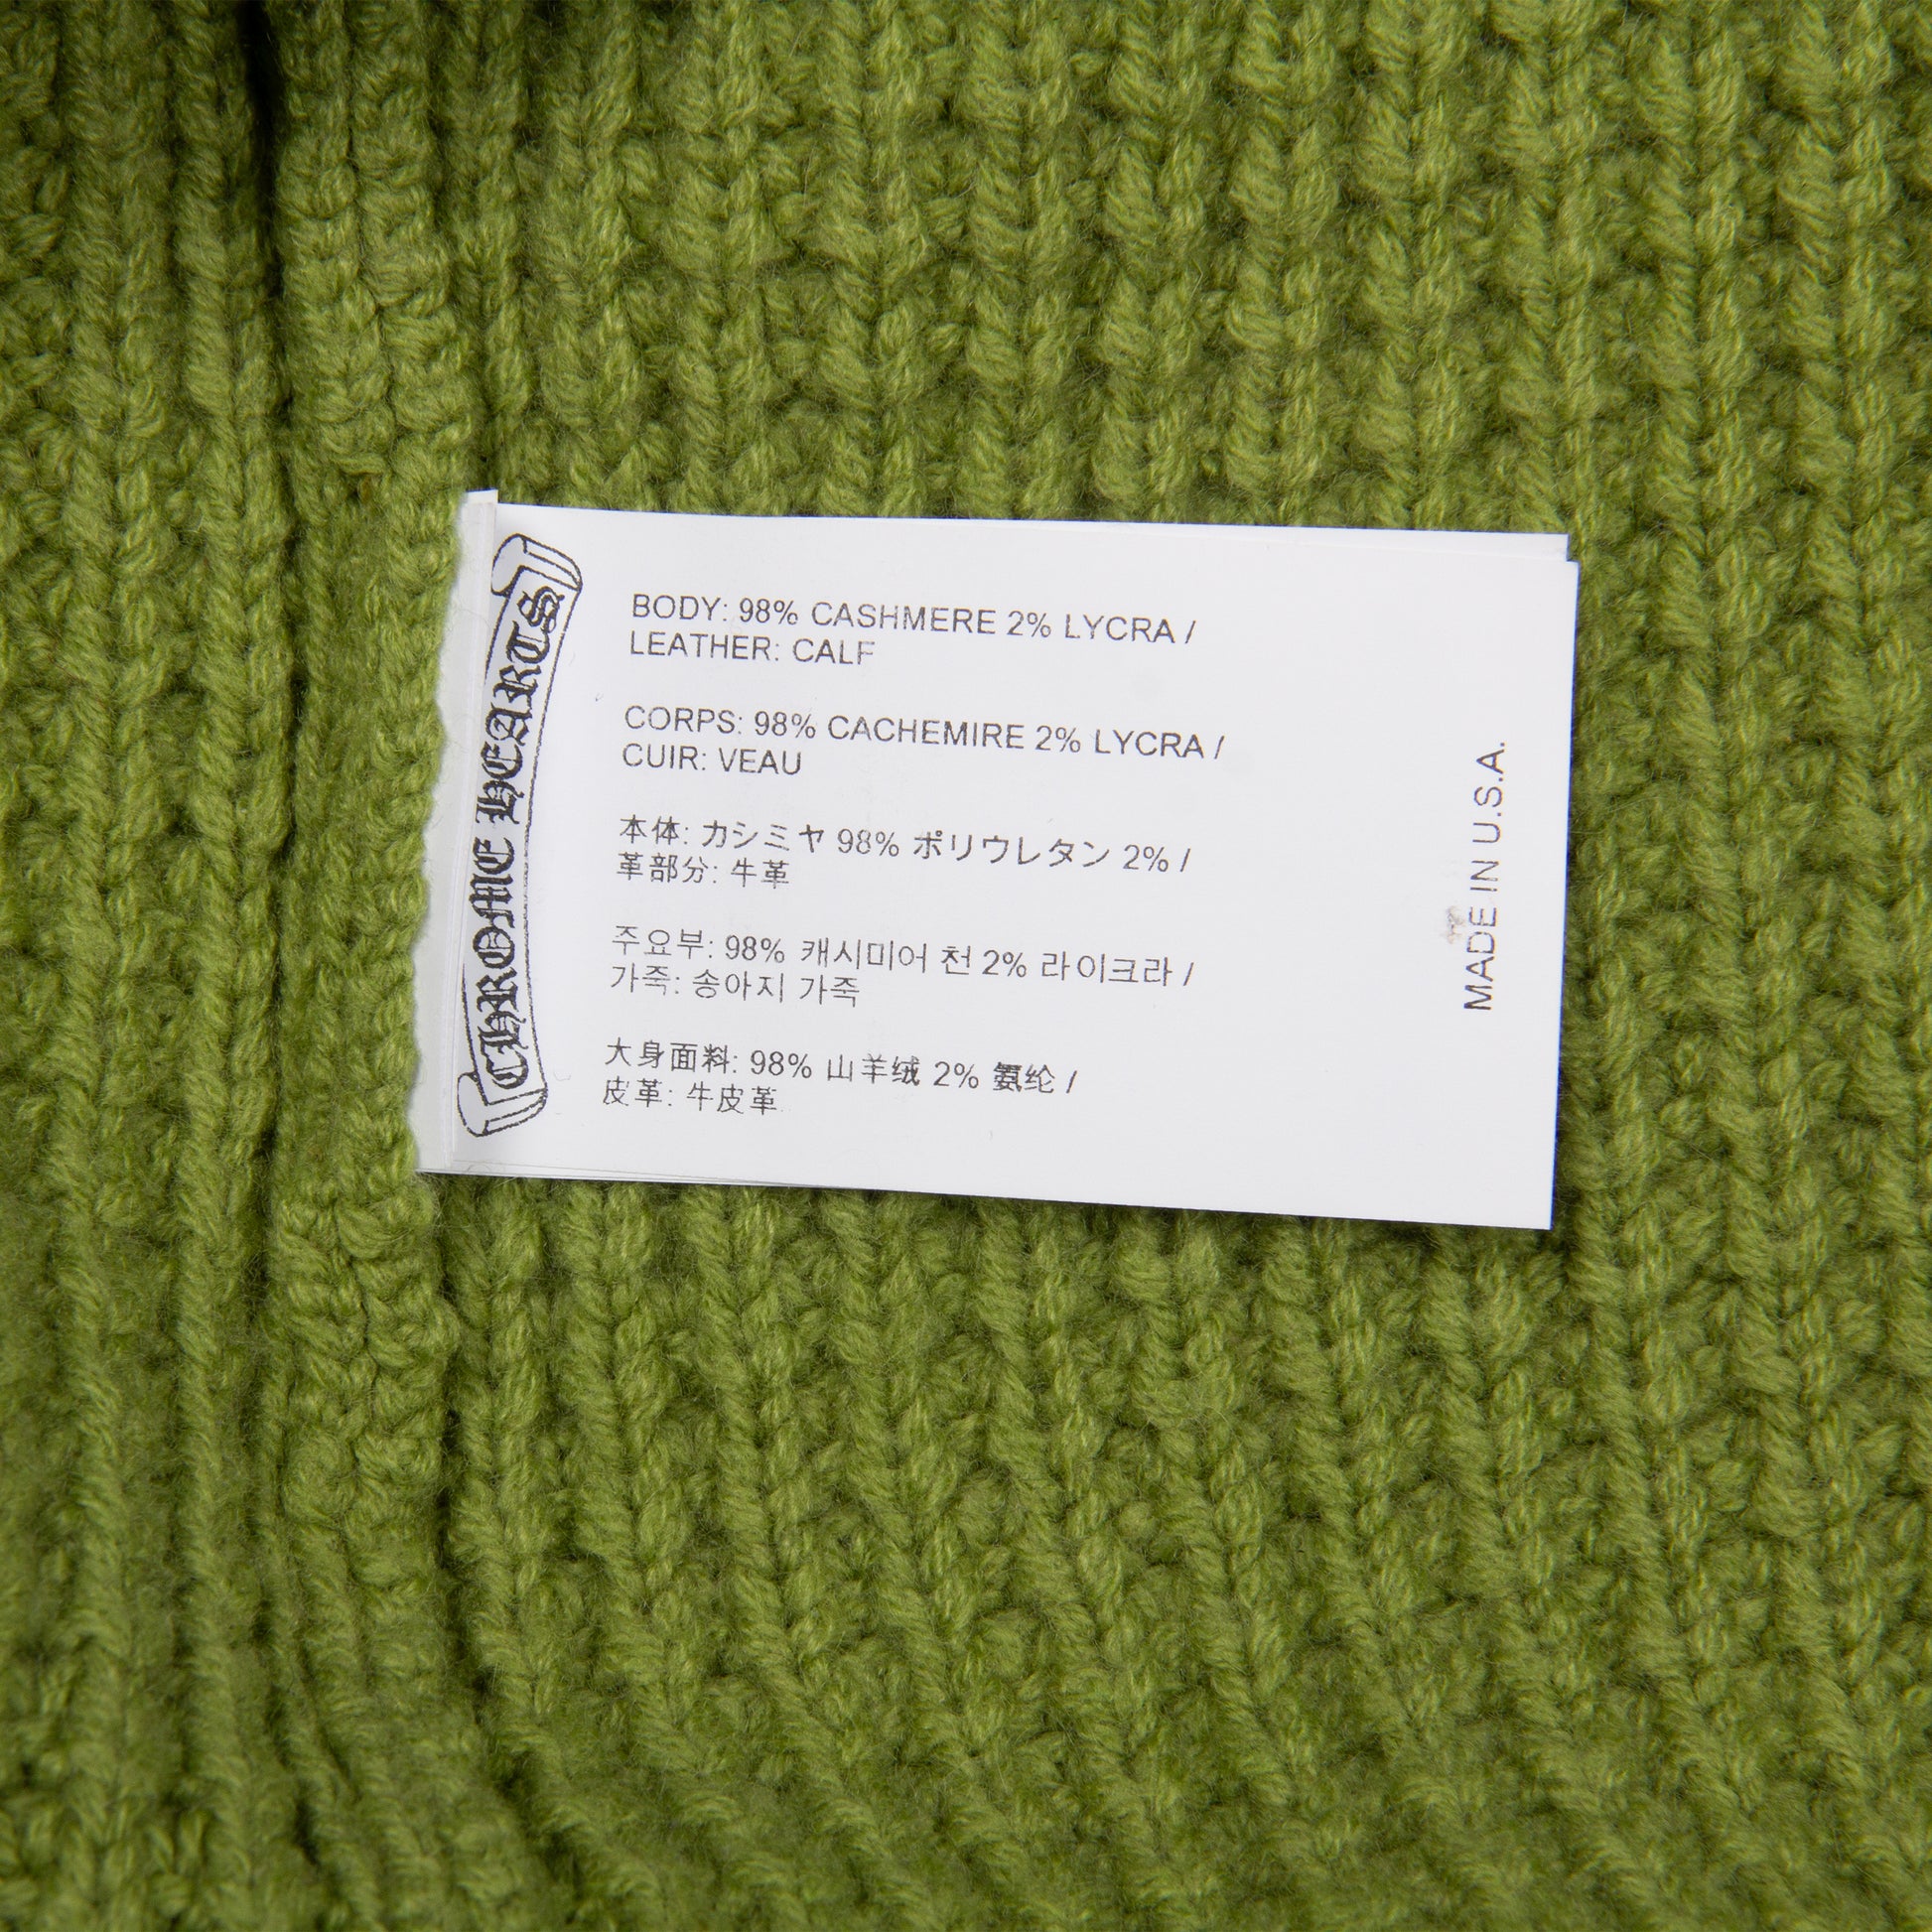 CHROME HEARTS
BODY: 98% CASHMERE 2% LYCRA /
LEATHER: CALF
CORPS: 98% CACHEMIRE 2% LYCRA /
CUIR: VEAU
本体: カシミヤ 98% ポリウレタン 2% /
革部分: 牛革
주요부: 98% 캐시미어 천 2% 라이크라 /
가죽: 송아지 가죽
大身面料: 98% 山羊绒 2% 氨纶 /
皮革: 牛皮革
MADE IN U.S.A.